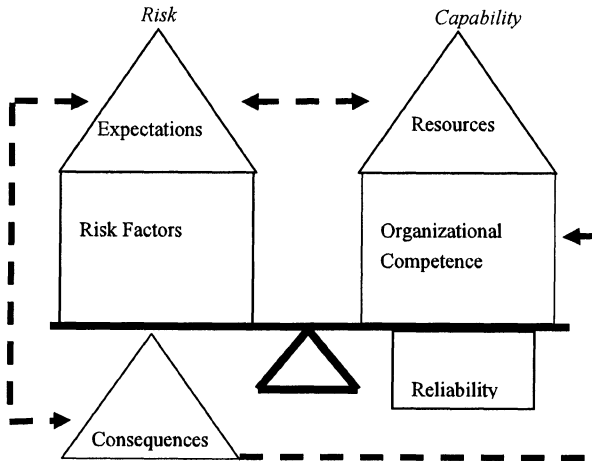 Risk
Capability
Expectations
Resources
Risk Factors
Organizational
Competence
Reliability
Consequences